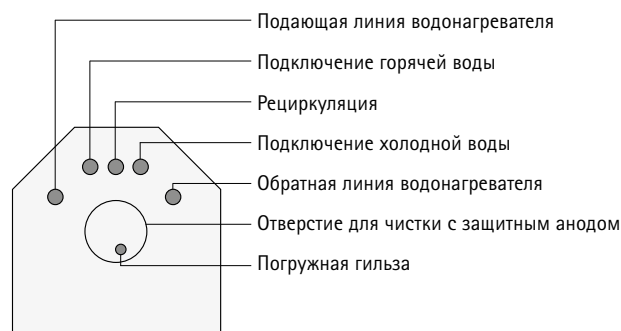 Подающая линия водонагревателя
Подключение горячей воды
Рециркуляция
Подключение холодной воды
Обратная линия водонагревателя
Отверстие для чистки с защитным анодом
Погружная гильза